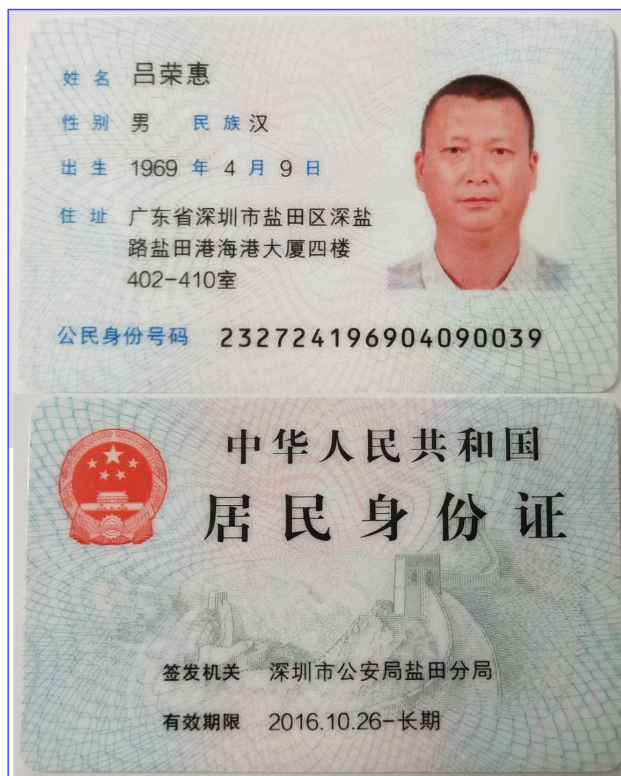 姓名 吕荣惠
性别 男 民族 汉
出生 1969 年 4 月 9 日
住址 广东省深圳市盐田区深盐
路盐田港海港大厦四楼
402-410室
公民身份号码 232724196904090039
中华人民共和国
居民身份证
签发机关 深圳市公安局盐田分局
有效期限 2016.10.26-长期